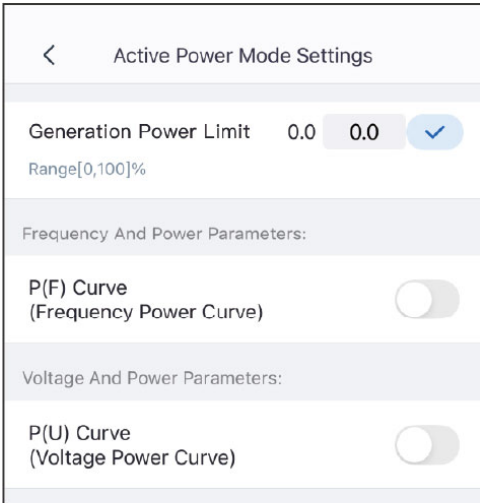 Active Power Mode Settings
Generation Power Limit 0.0 0.0
Range[0,100]%
Frequency And Power Parameters:
P(F) Curve
(Frequency Power Curve)
Voltage And Power Parameters:
P(U) Curve
(Voltage Power Curve)